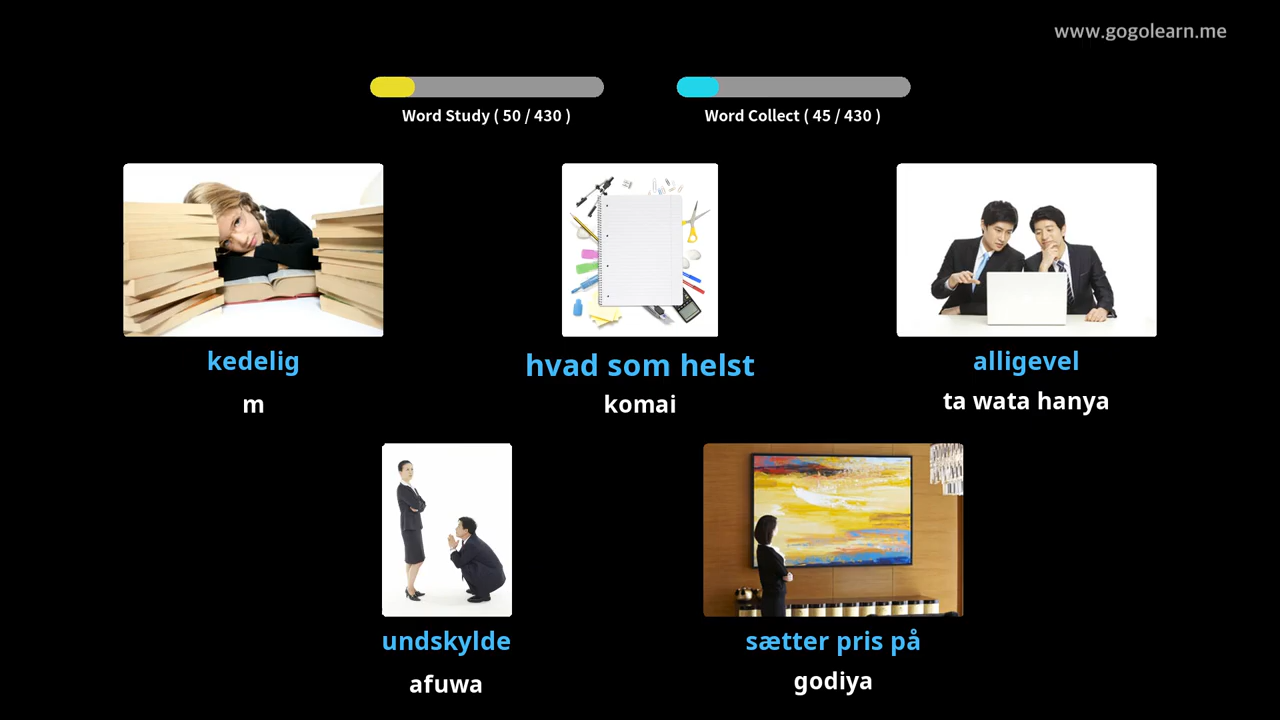 www.gogolearn.me
Word Study ( 50 / 430 )
Word Collect ( 45 / 430 )
kedelig
m
hvad som helst
komai
alligevel
ta wata hanya
undskylde
afuwa
sætter pris på
godiya